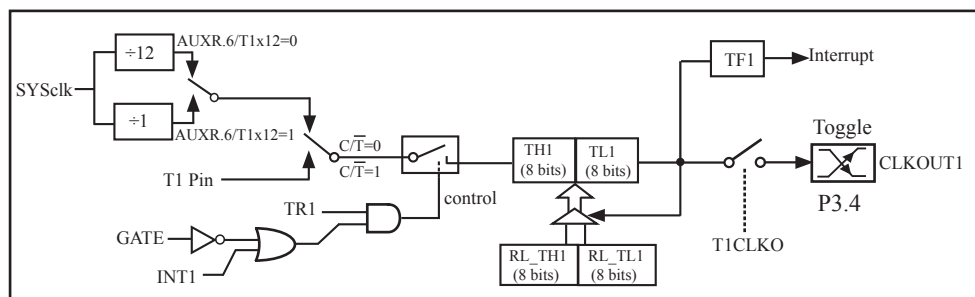 AUXR.6/T1x12=0
÷12
SYSclk
÷1
AUXR.6/T1x12=1
C/T̅=0
C/T̅=1
T1 Pin
control
TR1
GATE
INT1
TH1
(8 bits)
TL1
(8 bits)
RL_TH1
(8 bits)
RL_TL1
(8 bits)
TF1
Interrupt
Toggle
CLKOUT1
P3.4
T1CLKO